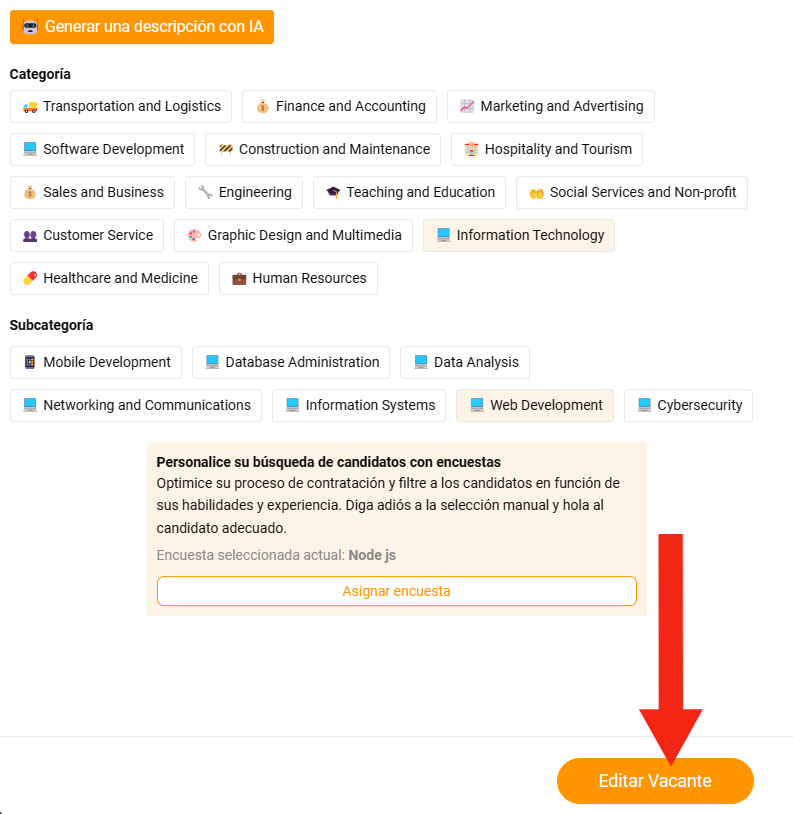 Generar una descripción con IA
Categoría
Transportation and Logistics
Finance and Accounting
Marketing and Advertising
Software Development
Construction and Maintenance
Hospitality and Tourism
Sales and Business
Engineering
Teaching and Education
Social Services and Non-profit
Customer Service
Graphic Design and Multimedia
Information Technology
Healthcare and Medicine
Human Resources
Subcategoría
Mobile Development
Database Administration
Data Analysis
Networking and Communications
Information Systems
Web Development
Cybersecurity
Personalice su búsqueda de candidatos con encuestas
Optimice su proceso de contratación y filtre a los candidatos en función de
sus habilidades y experiencia. Diga adiós a la selección manual y hola al
candidato adecuado.
Encuesta seleccionada actual: Node js
Asignar encuesta
Editar Vacante